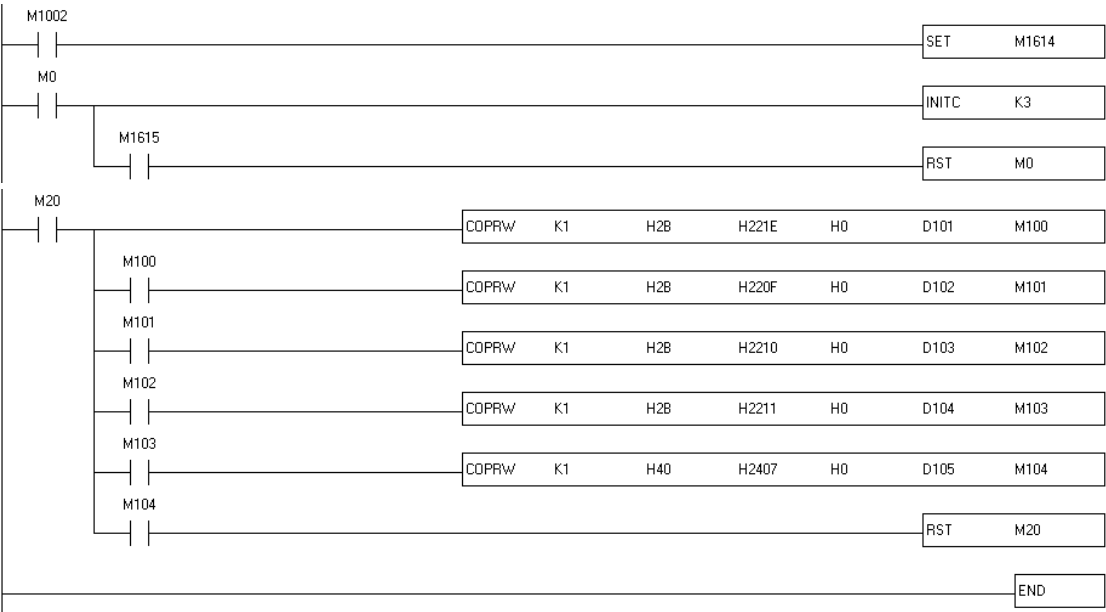 M1002
SET M1614
M0
INITC K3
M1615
RST M0
M20
COPRW K1 H2B H221E H0 D101 M100
M100
COPRW K1 H2B H220F H0 D102 M101
M101
COPRW K1 H2B H2210 H0 D103 M102
M102
COPRW K1 H2B H2211 H0 D104 M103
M103
COPRW K1 H40 H2407 H0 D105 M104
M104
RST M20
END